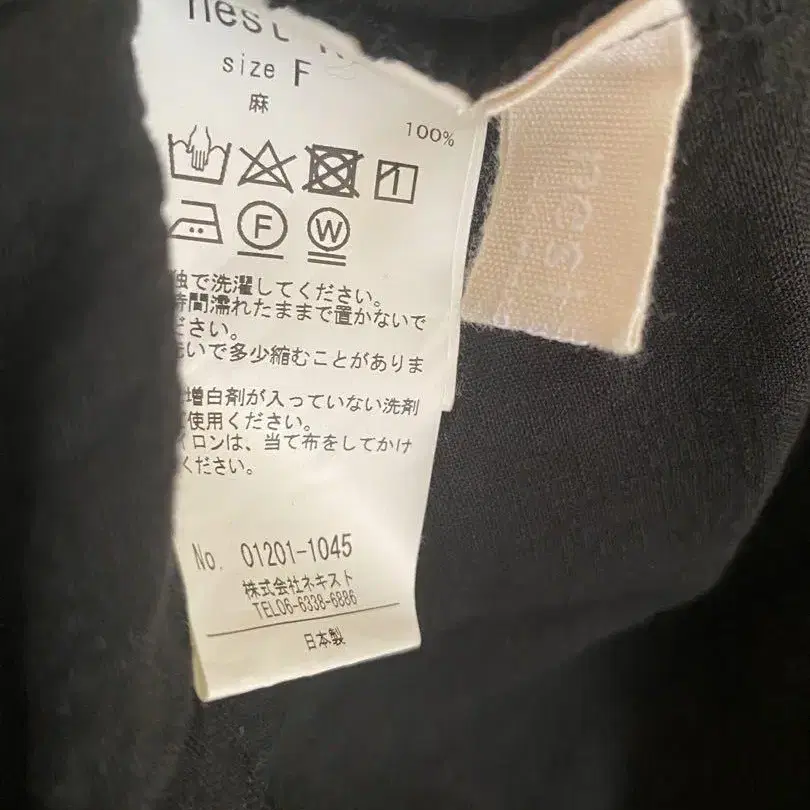 nest
size F
麻
100%
F
W
独で洗濯してください。
時間濡れたままで置かないで
ださい。
洗いで多少縮むことがありま
増白剤が入っていない洗剤
使用ください。
イロンは、当て布をしてかけ
ください。
No. 01201-1045
株式会社ネキスト
TEL06-6338-6886
日本製